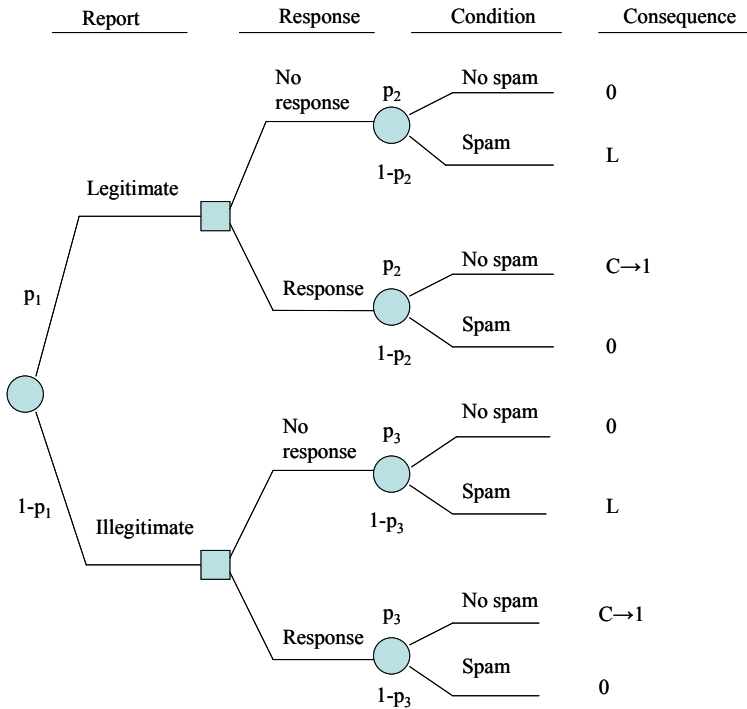 Report Response Condition Consequence
No
response
p₂
No spam
0
Spam
L
1-p₂
Legitimate
p₂
No spam
C→1
Response
p₁
Spam
0
1-p₂
No
response
p₃
No spam
0
Spam
L
1-p₁
1-p₃
Illegitimate
p₃
No spam
C→1
Response
Spam
0
1-p₃